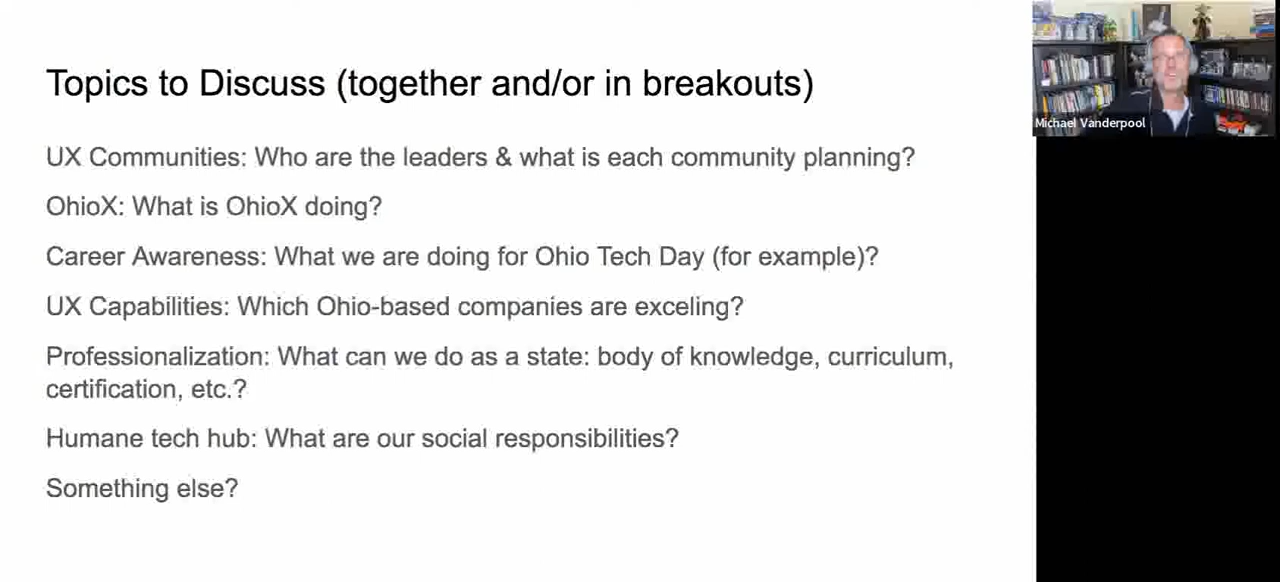 Topics to Discuss (together and/or in breakouts)
UX Communities: Who are the leaders & what is each community planning?
OhioX: What is OhioX doing?
Career Awareness: What we are doing for Ohio Tech Day (for example)?
UX Capabilities: Which Ohio-based companies are exceling?
Professionalization: What can we do as a state: body of knowledge, curriculum,
certification, etc.?
Humane tech hub: What are our social responsibilities?
Something else?
Michael Vanderpool